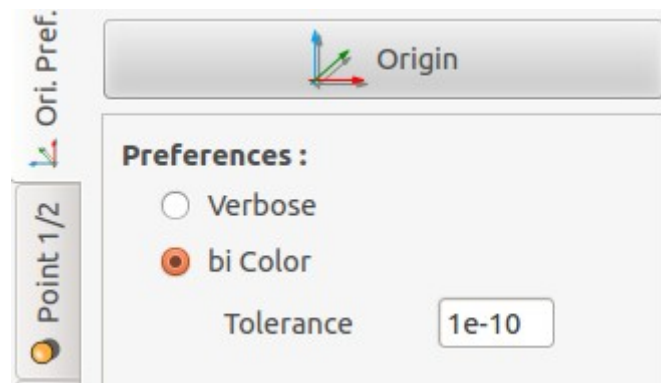 Ori. Pref.
Point 1/2
Origin
Preferences :
Verbose
bi Color
Tolerance 1e-10